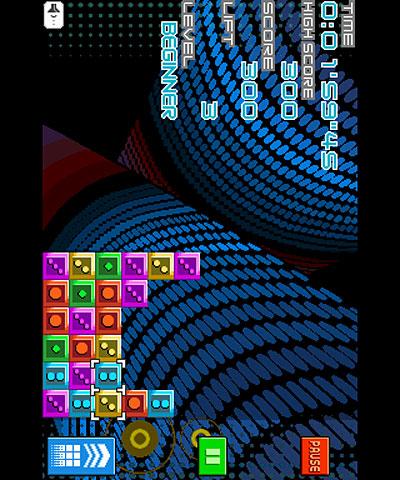 TIME
0:01'59"45
HIGH SCORE
300
SCORE
300
LIFT
3
LEVEL
BEGINNER
PAUSE